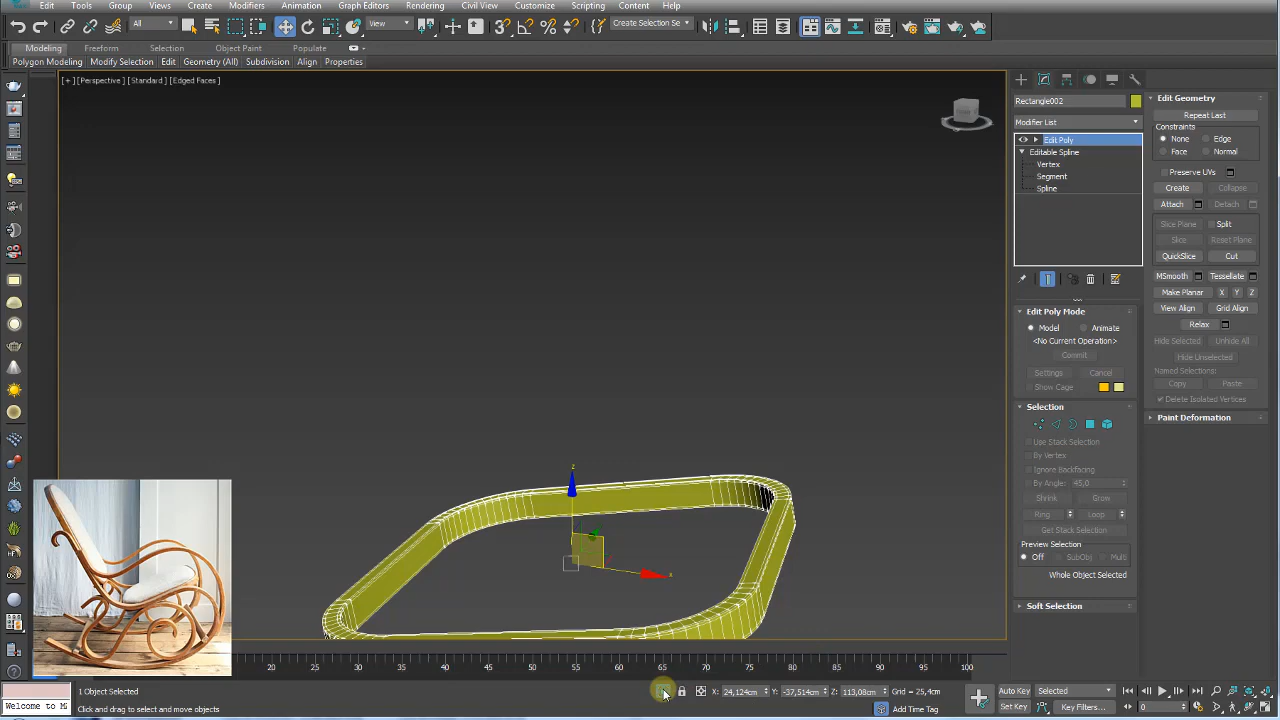 Edit Tools Group Views Create Modifiers Animation Graph Editors Rendering Civil View Customize Scripting Content Help
All View Create Selection Se
Modeling Freeform Selection Object Paint Populate
Polygon Modeling Modify Selection Edit Geometry (All) Subdivision Align Properties
[+] [Perspective] [Standard] [Edged Faces]
Rectangle002
Modifier List
Edit Poly
Editable Spline
Vertex
Segment
Spline
Edit Poly Mode
Model Animate
<No Current Operation>
Commit
Settings Cancel
Show Cage
Selection
Use Stack Selection
By Vertex
Ignore Backfacing
By Angle: 45,0
Shrink Grow
Ring Loop
Get Stack Selection
Preview Selection
Off SubObj Multi
Whole Object Selected
Soft Selection
Edit Geometry
Repeat Last
Constraints
None Edge
Face Normal
Preserve UVs
Create Collapse
Attach Detach
Slice Plane Split
Slice Reset Plane
QuickSlice Cut
MSmooth Tessellate
Make Planar X Y Z
View Align Grid Align
Relax
Hide Selected Unhide All
Hide Unselected
Named Selections:
Copy Paste
Delete Isolated Vertices
Paint Deformation
z
x
20 25 30 35 40 45 50 55 60 65 70 75 80 85 90 95 100
1 Object Selected
Click and drag to select and move objects
Welcome to Mi
X: 24,124cm Y: -37,514cm Z: 113,08cm Grid = 25,4cm
Add Time Tag
Auto Key Selected
Set Key Key Filters...
0